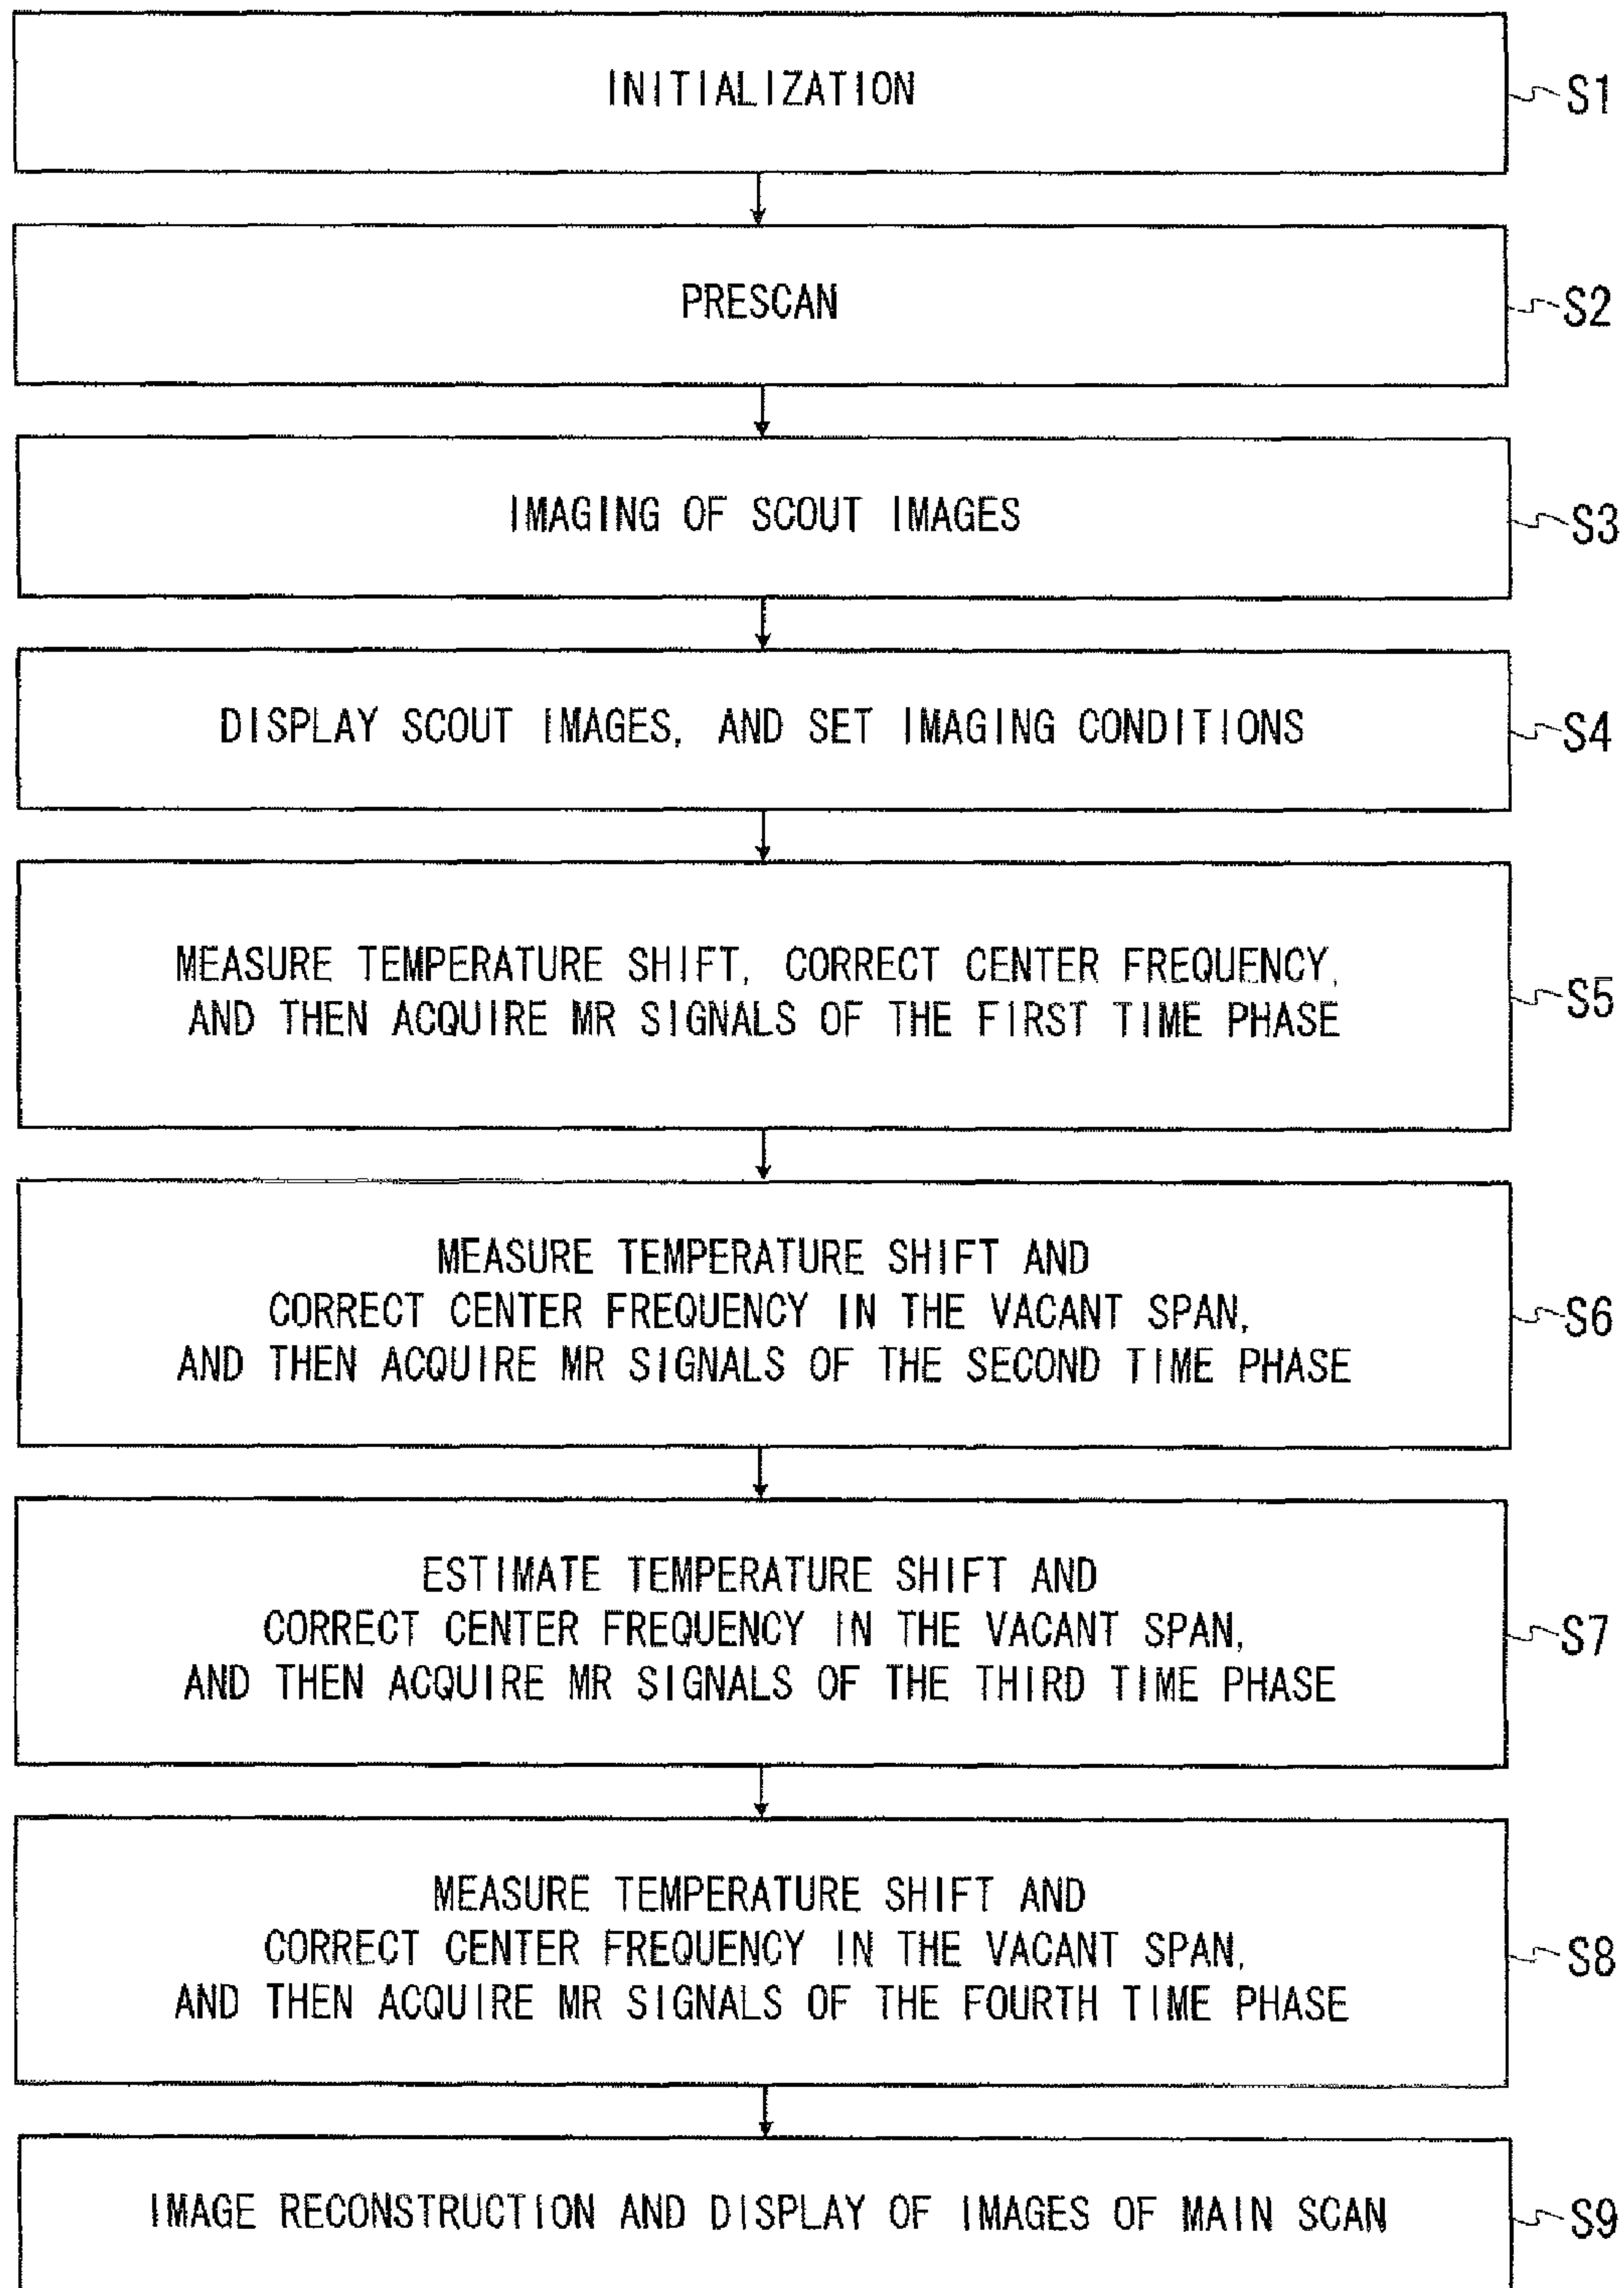 INITIALIZATION
S1
PRESCAN
S2
IMAGING OF SCOUT IMAGES
S3
DISPLAY SCOUT IMAGES, AND SET IMAGING CONDITIONS
S4
MEASURE TEMPERATURE SHIFT, CORRECT CENTER FREQUENCY,
AND THEN ACQUIRE MR SIGNALS OF THE FIRST TIME PHASE
S5
MEASURE TEMPERATURE SHIFT AND
CORRECT CENTER FREQUENCY IN THE VACANT SPAN,
AND THEN ACQUIRE MR SIGNALS OF THE SECOND TIME PHASE
S6
ESTIMATE TEMPERATURE SHIFT AND
CORRECT CENTER FREQUENCY IN THE VACANT SPAN,
AND THEN ACQUIRE MR SIGNALS OF THE THIRD TIME PHASE
S7
MEASURE TEMPERATURE SHIFT AND
CORRECT CENTER FREQUENCY IN THE VACANT SPAN,
AND THEN ACQUIRE MR SIGNALS OF THE FOURTH TIME PHASE
S8
IMAGE RECONSTRUCTION AND DISPLAY OF IMAGES OF MAIN SCAN
S9